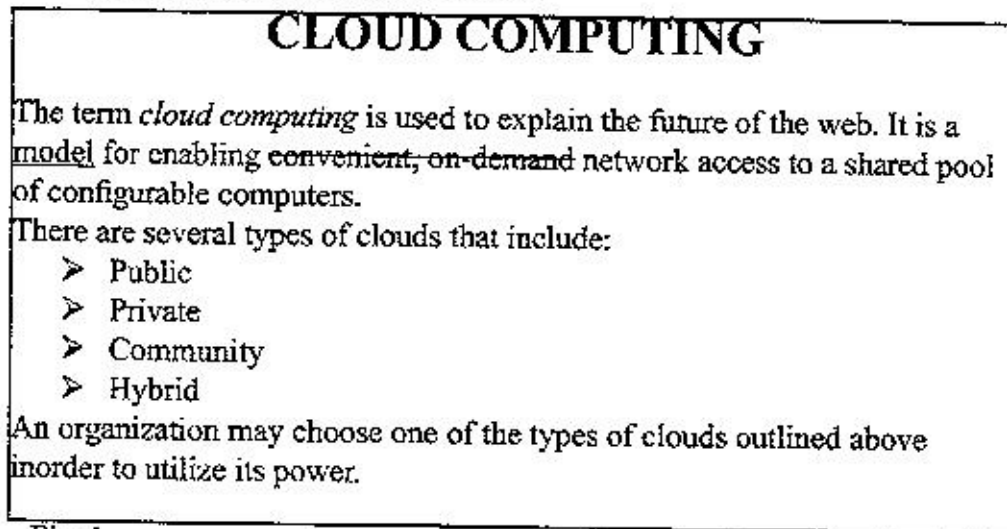 CLOUD COMPUTING
The term cloud computing is used to explain the future of the web. It is a
model for enabling convenient, on-demand network access to a shared pool
of configurable computers.
There are several types of clouds that include:
➢ Public
➢ Private
➢ Community
➢ Hybrid
An organization may choose one of the types of clouds outlined above
inorder to utilize its power.